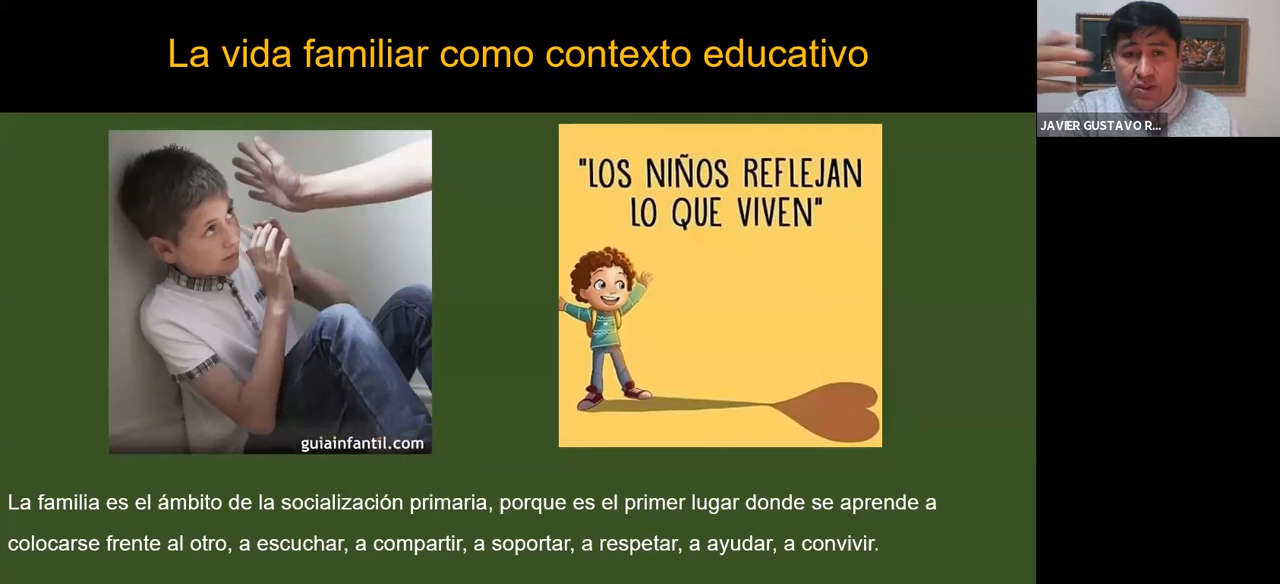 La vida familiar como contexto educativo
JAVIER GUSTAVO R...
"LOS NIÑOS REFLEJAN
LO QUE VIVEN"
guiainfantil.com
La familia es el ámbito de la socialización primaria, porque es el primer lugar donde se aprende a
colocarse frente al otro, a escuchar, a compartir, a soportar, a respetar, a ayudar, a convivir.